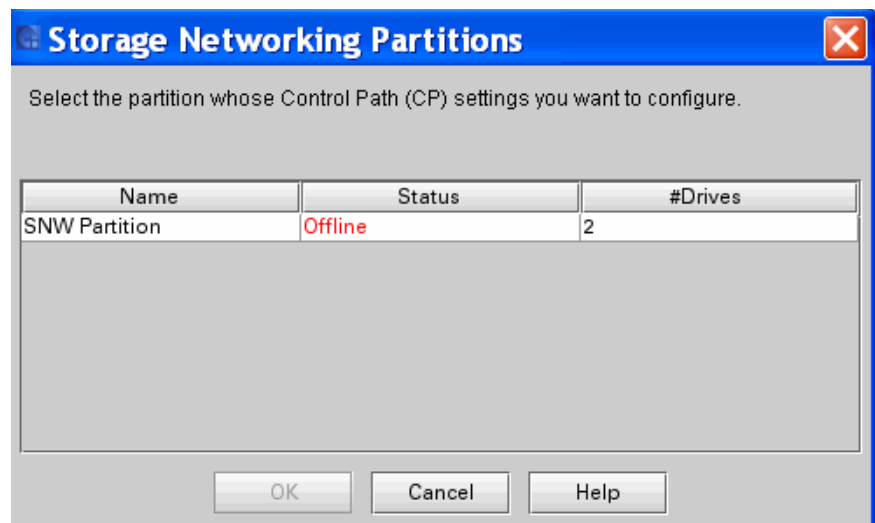 Storage Networking Partitions
Select the partition whose Control Path (CP) settings you want to configure.
Name Status #Drives
SNW Partition Offline 2
OK Cancel Help